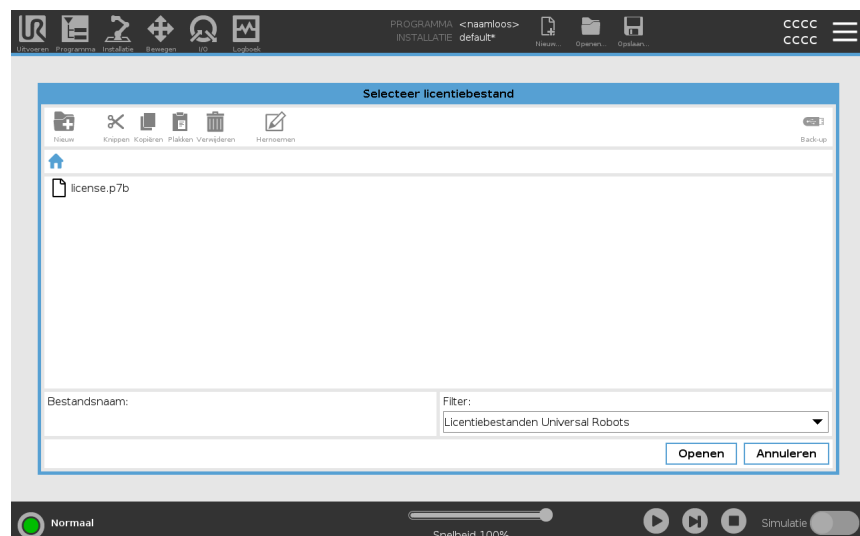 PROGRAMMA <naamloos>
INSTALLATIE default*
CCCC
CCCC
Uitvoeren Programma Installatie Bewegen I/O Logboek Nieuw... Openen... Opslaan...
Selecteer licentiebestand
Nieuw Knippen Kopiëren Plakken Verwijderen Hernoemen Back-up
license.p7b
Bestandsnaam: Filter:
Licentiebestanden Universal Robots
Openen Annuleren
Normaal Simulatie
Snelheid 100%